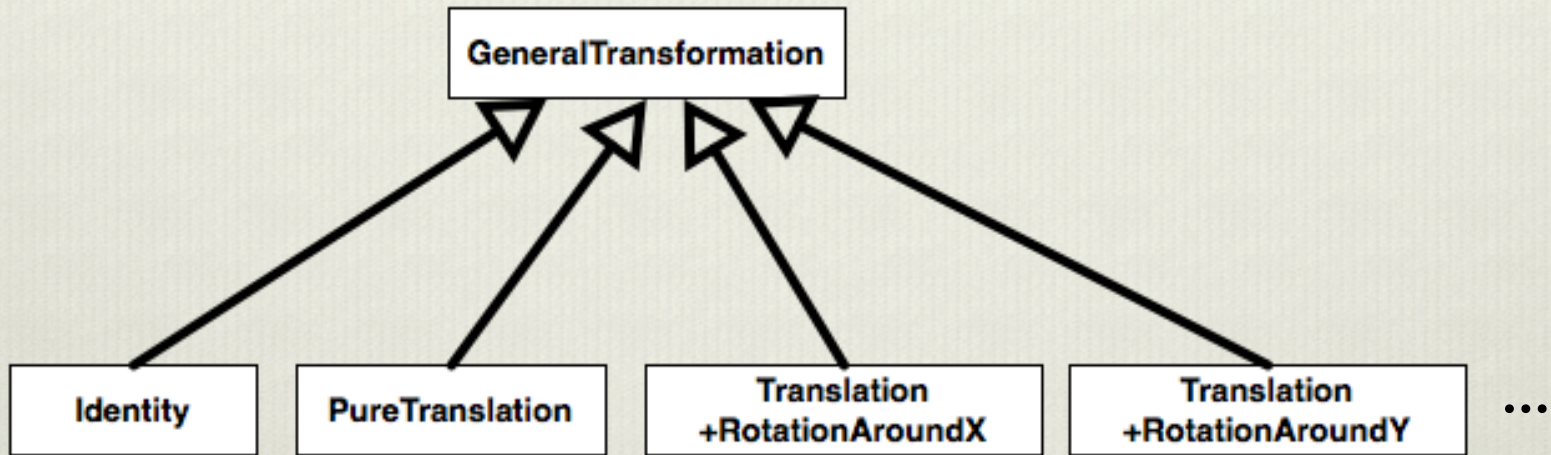 GeneralTransformation
Identity
PureTranslation
Translation
+RotationAroundX
Translation
+RotationAroundY
...